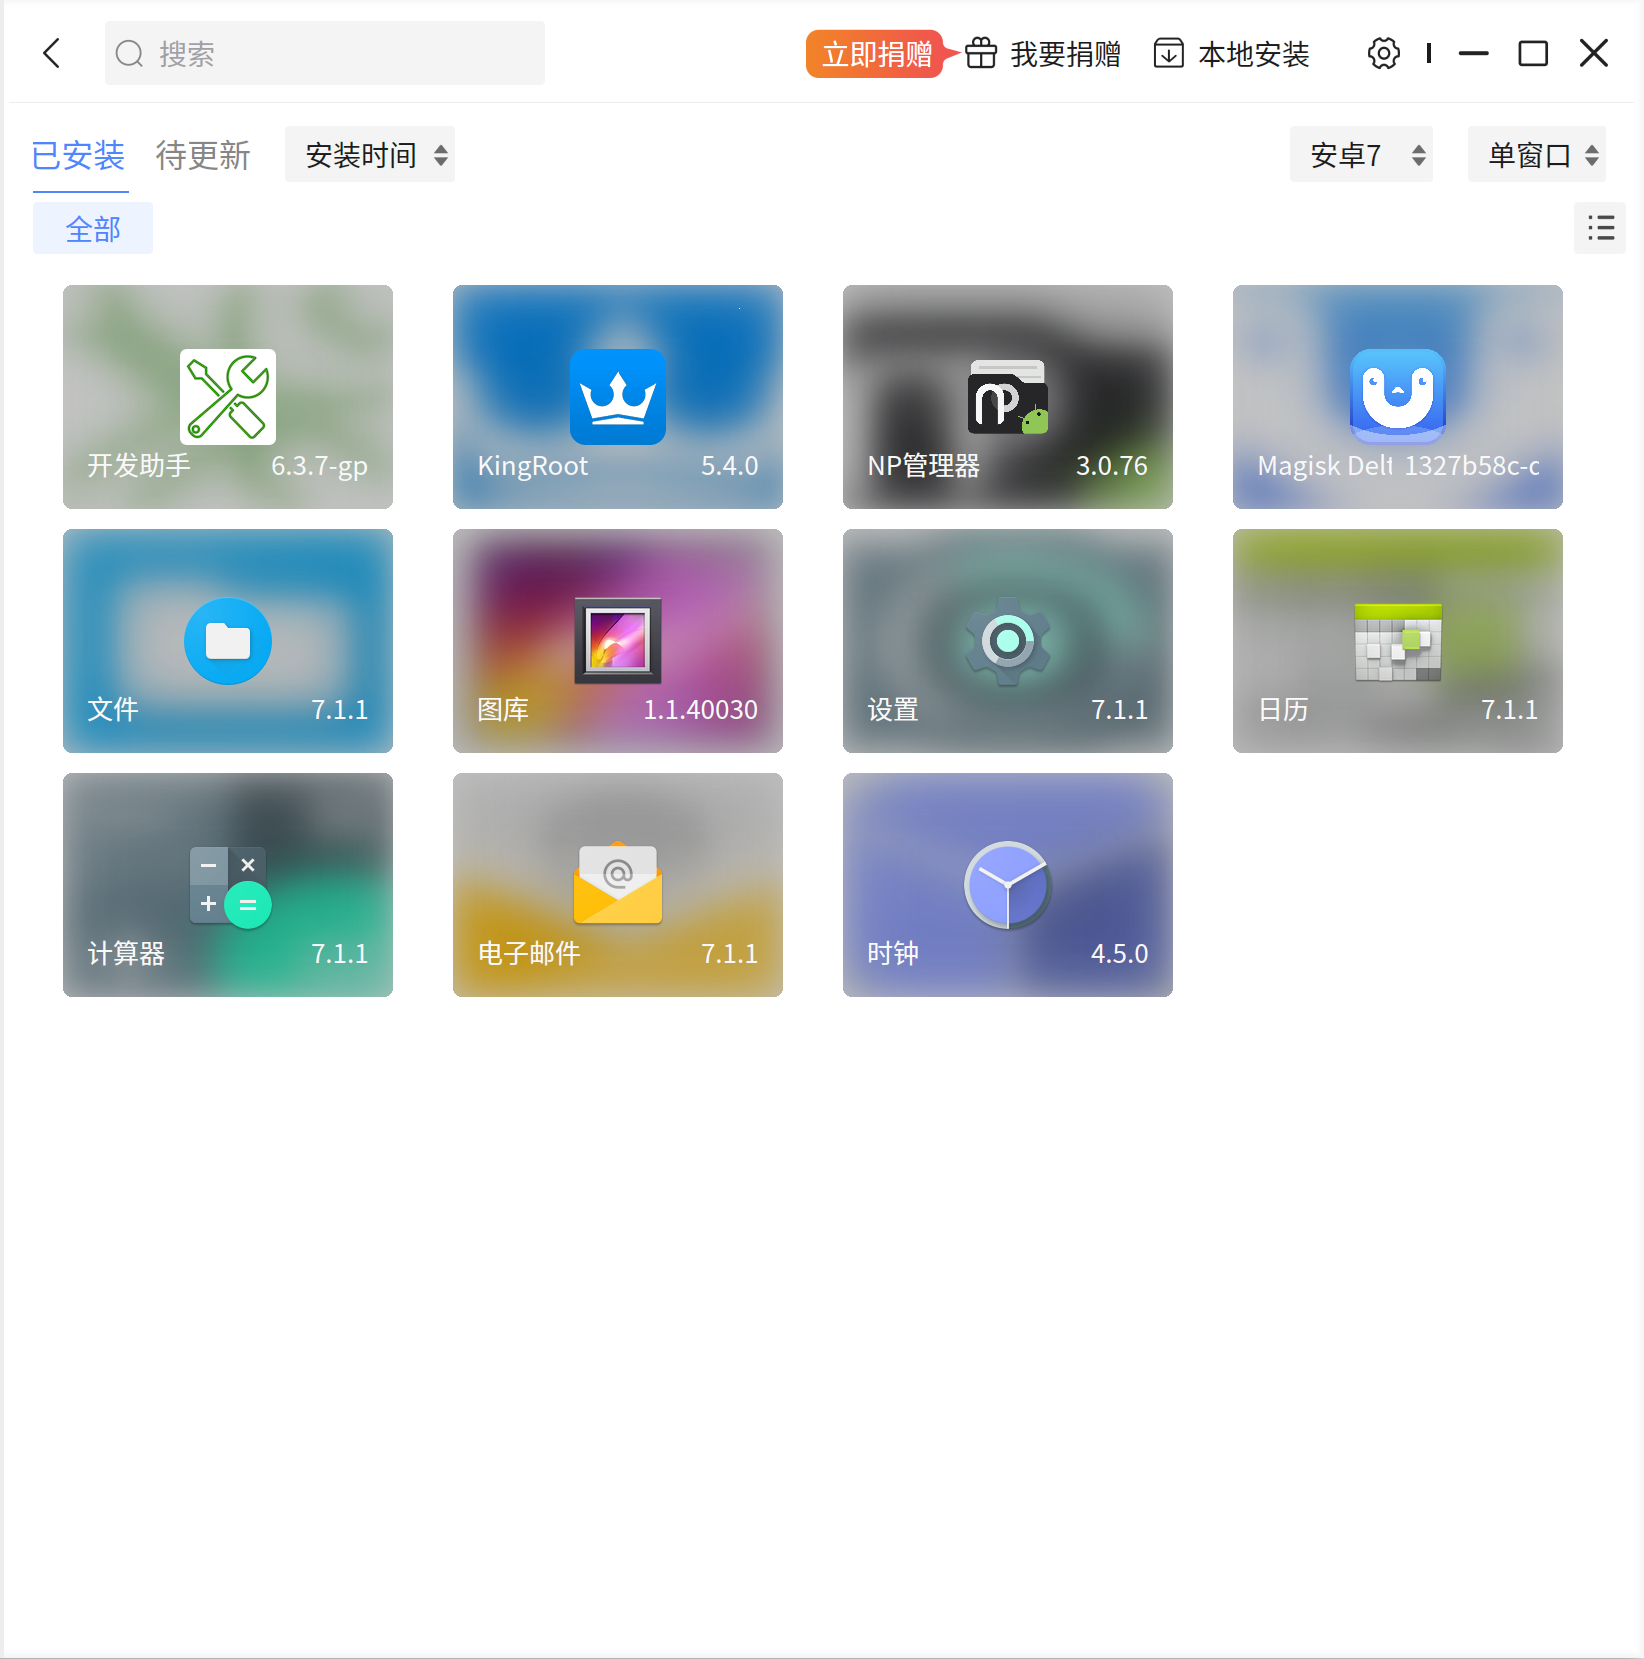 搜索
立即捐赠
我要捐赠
本地安装
已安装
待更新
安装时间
安卓7
单窗口
全部
开发助手 6.3.7-gp
KingRoot 5.4.0
NP管理器 3.0.76
Magisk Delt 1327b58c-c
文件 7.1.1
图库 1.1.40030
设置 7.1.1
日历 7.1.1
计算器 7.1.1
电子邮件 7.1.1
时钟 4.5.0